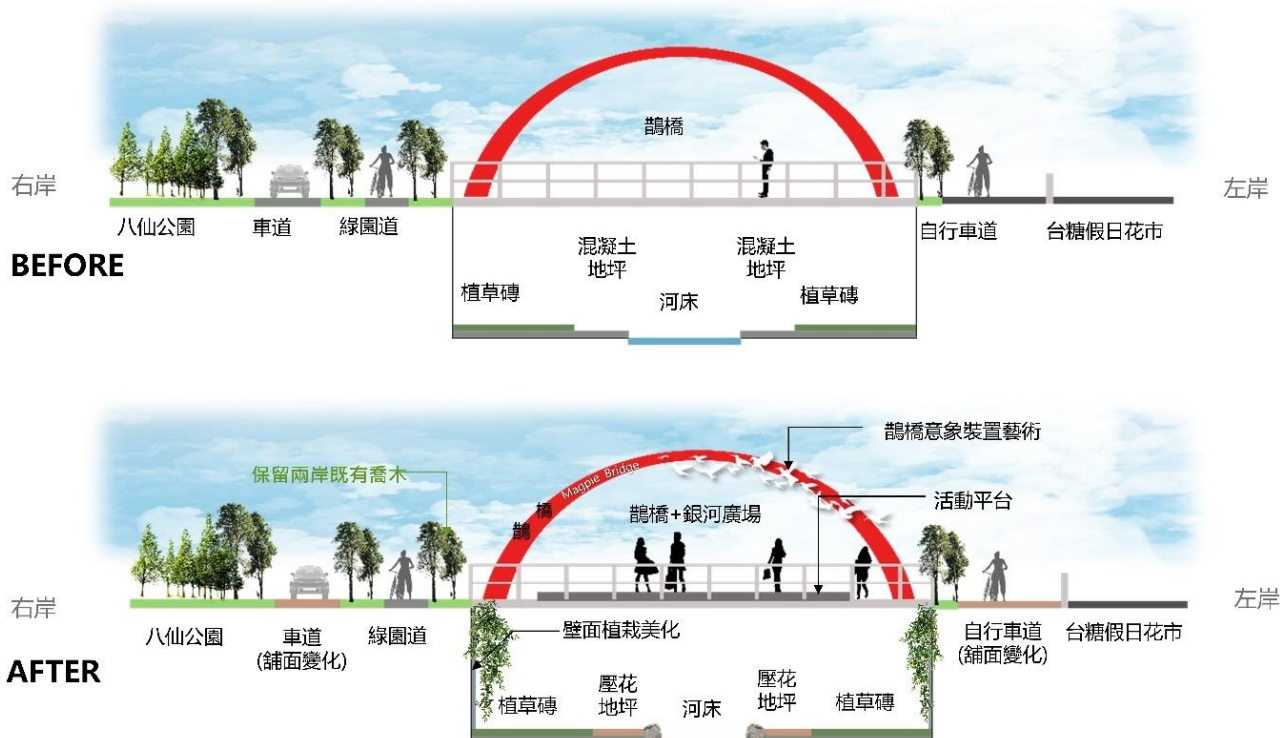 鵲橋
右岸
左岸
八仙公園
車道
綠園道
自行車道
台糖假日花市
BEFORE
混凝土
地坪
混凝土
地坪
植草磚
河床
植草磚
鵲橋意象裝置藝術
保留兩岸既有喬木
Magpie Bridge
活動平台
鵲橋
鵲橋+銀河廣場
右岸
左岸
八仙公園
車道
(舖面變化)
綠園道
壁面植栽美化
自行車道
(舖面變化)
台糖假日花市
AFTER
植草磚
壓花
地坪
河床
壓花
地坪
植草磚